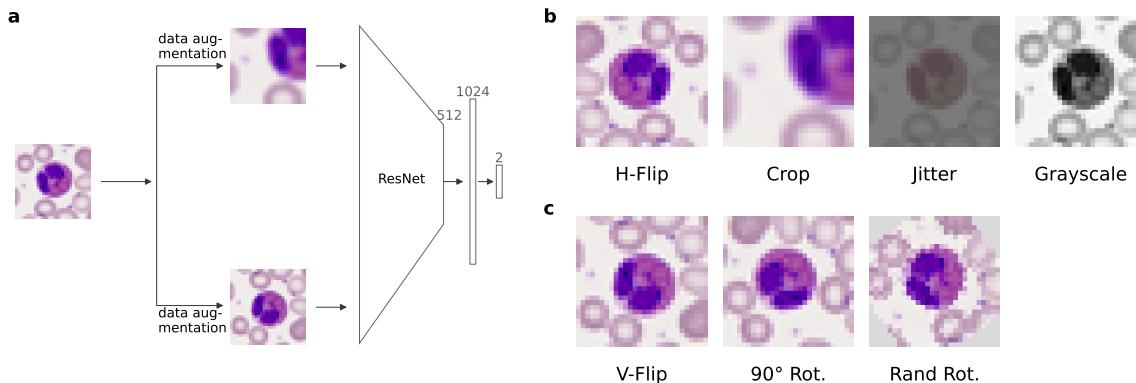 a
data aug-
mentation
1024
512
2
ResNet
data aug-
mentation
b
H-Flip
Crop
Jitter
Grayscale
c
V-Flip
90° Rot.
Rand Rot.